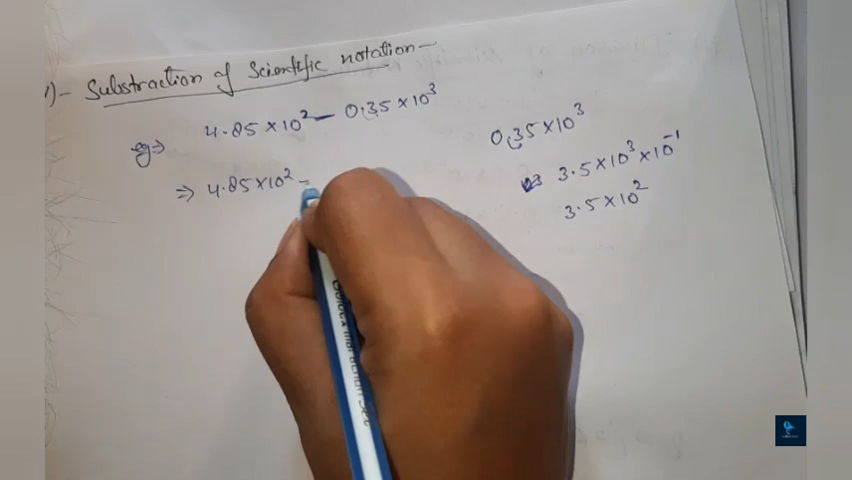 )- Substraction of Scientific notation-
eg⇒ 4.85×10² - 0.35×10³
⇒ 4.85×10² -
0.35×10³
⇒ 3.5×10³×10⁻¹
3.5×10²